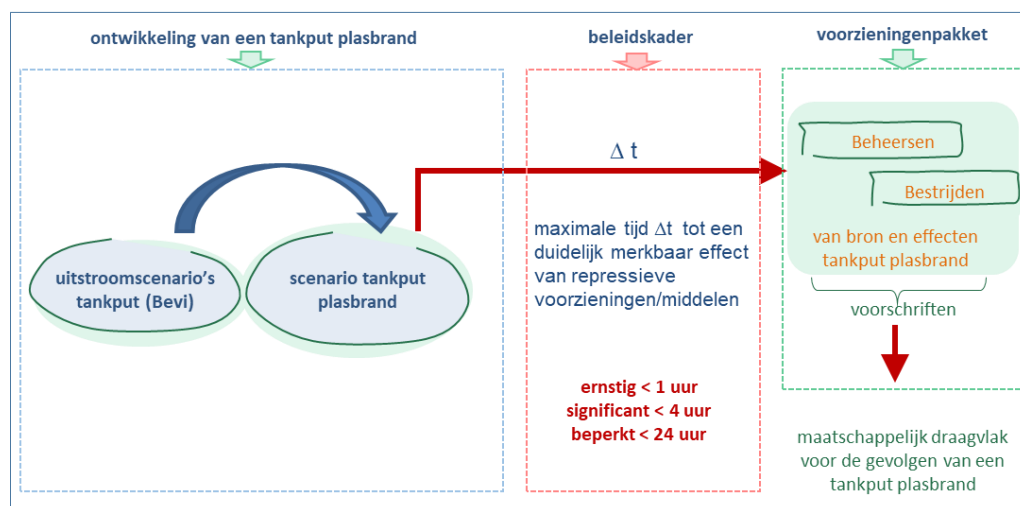 ontwikkeling van een tankput plasbrand
uitstroomscenario's
tankput (Bevi)
scenario tankput
plasbrand
beleidskader
Δ t
maximale tijd Δt tot een
duidelijk merkbaar effect
van repressieve
voorzieningen/middelen
ernstig < 1 uur
significant < 4 uur
beperkt < 24 uur
voorzieningenpakket
Beheersen
Bestrijden
van bron en effecten
tankput plasbrand
voorschriften
maatschappelijk draagvlak
voor de gevolgen van een
tankput plasbrand